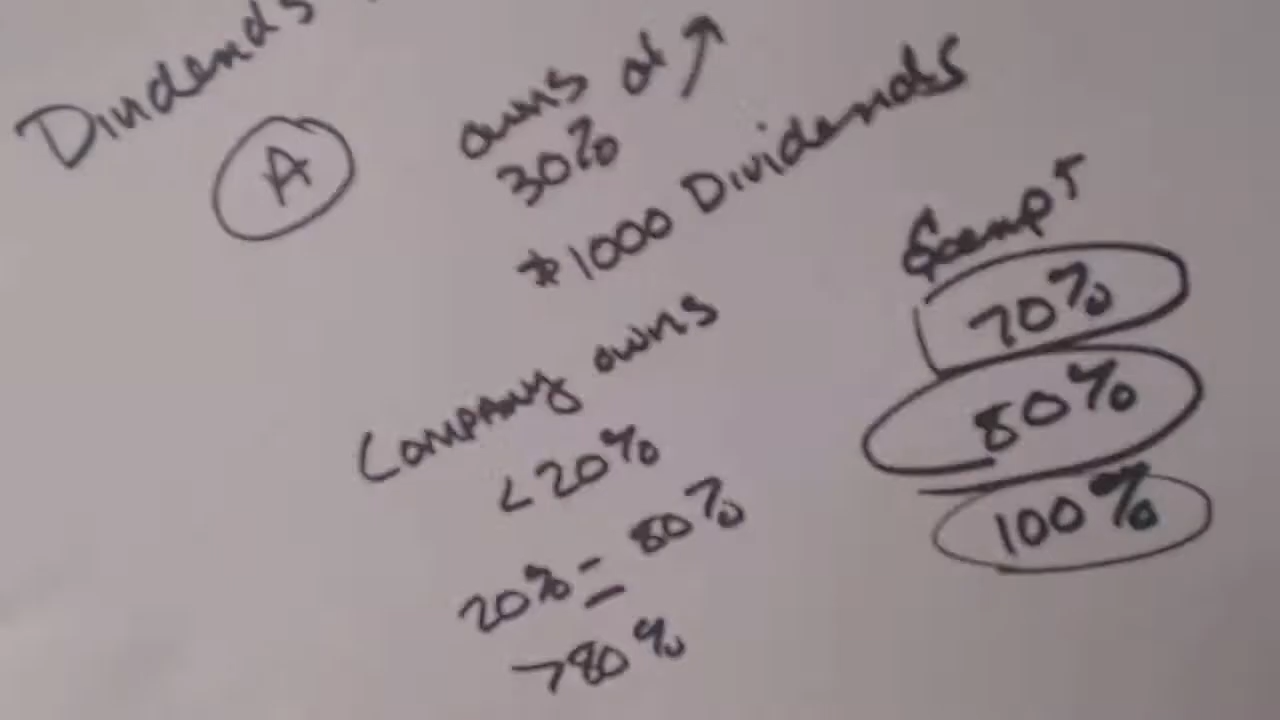 Dividends
A
owns of
30%
$1000 Dividends
Company owns
Exempt
<20%
70%
20% - 80%
80%
>80%
100%